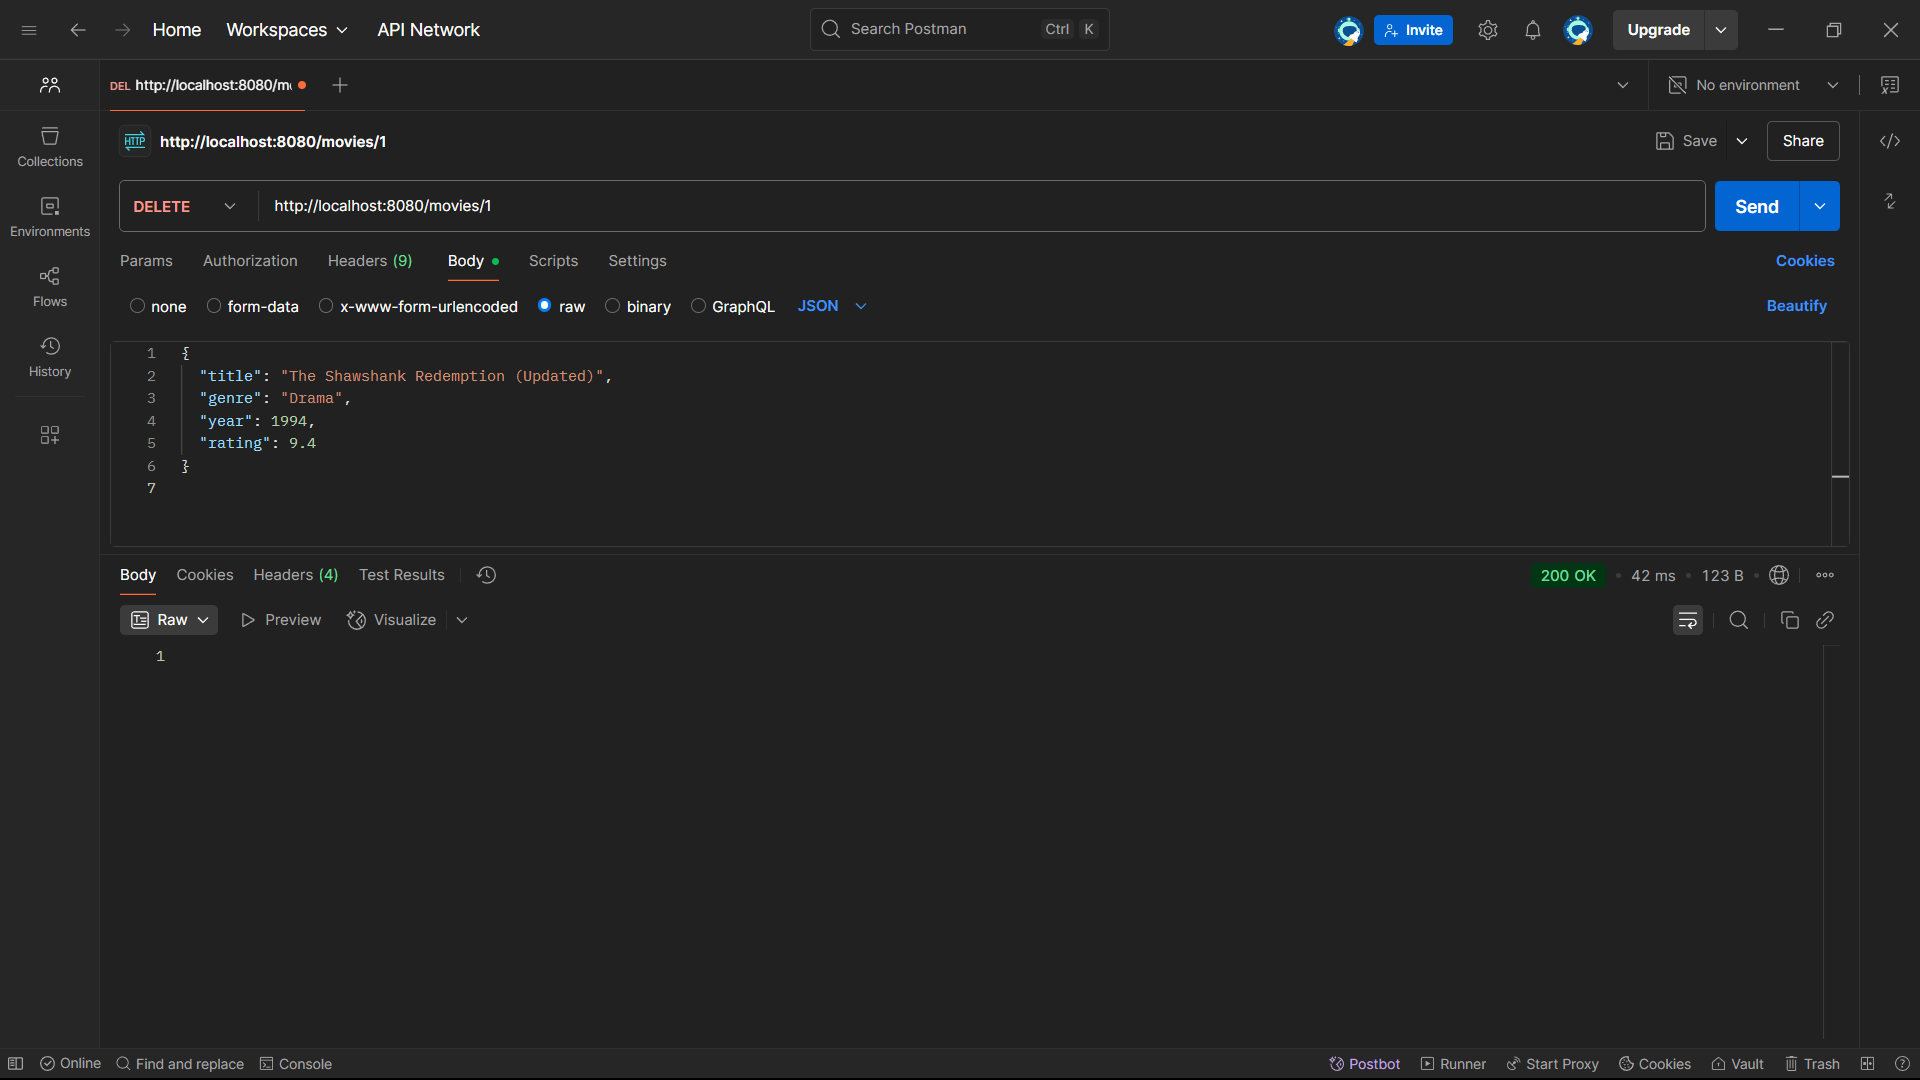 Home Workspaces API Network Search Postman Ctrl K Invite Upgrade
DEL http://localhost:8080/m No environment
HTTP http://localhost:8080/movies/1 Save Share
Collections
Environments
Flows
History
DELETE http://localhost:8080/movies/1 Send
Params Authorization Headers (9) Body Scripts Settings Cookies
none form-data x-www-form-urlencoded raw binary GraphQL JSON Beautify
1 {
2 "title": "The Shawshank Redemption (Updated)",
3 "genre": "Drama",
4 "year": 1994,
5 "rating": 9.4
6 }
7
Body Cookies Headers (4) Test Results 200 OK • 42 ms • 123 B •
Raw Preview Visualize
1
Online Find and replace Console Postbot Runner Start Proxy Cookies Vault Trash